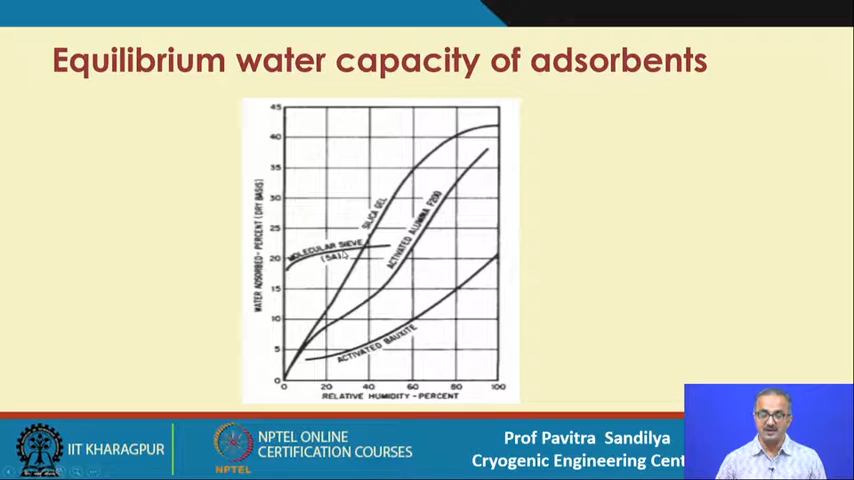 Equilibrium water capacity of adsorbents
45
40
35
30
25
20
15
10
5
0
WATER ADSORBED-PERCENT (DRY BASIS)
SILICA GEL
ACTIVATED ALUMINA F200
MOLECULAR SIEVE
(5A)
ACTIVATED BAUXITE
0 20 40 60 80 100
RELATIVE HUMIDITY - PERCENT
IIT KHARAGPUR
NPTEL
NPTEL ONLINE
CERTIFICATION COURSES
Prof Pavitra Sandilya
Cryogenic Engineering Cent